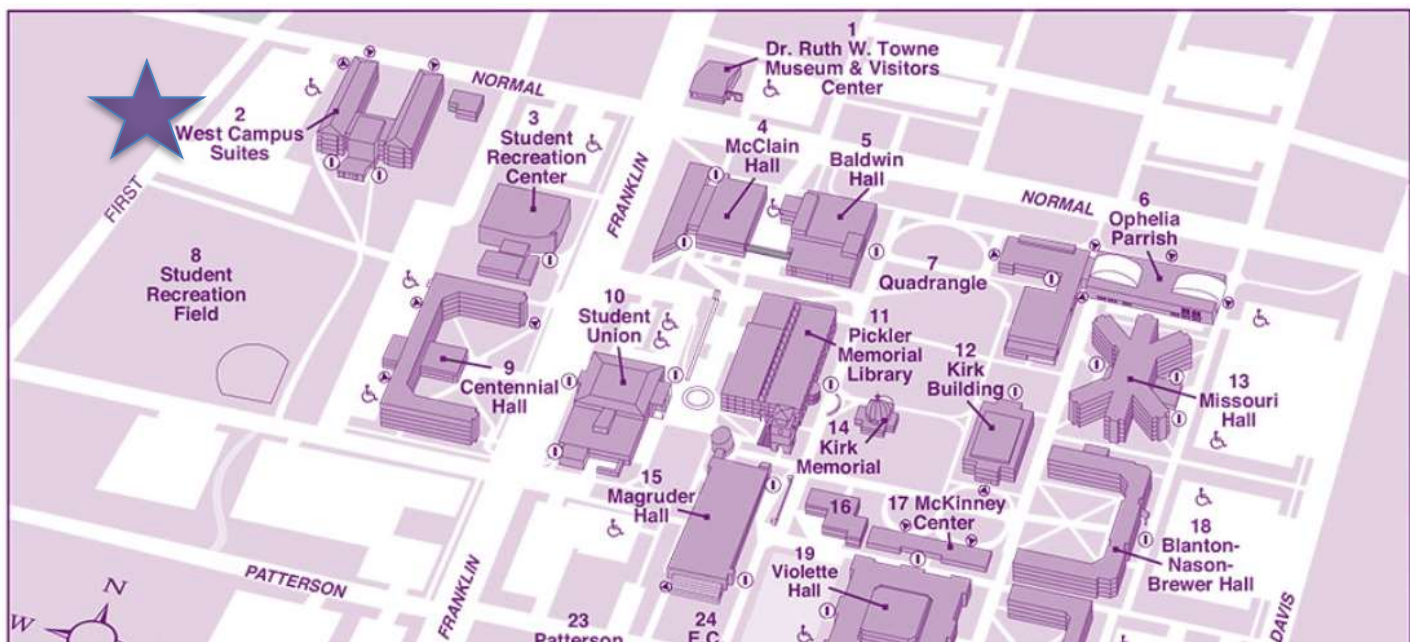 1
Dr. Ruth W. Towne
Museum & Visitors
Center
NORMAL
2
West Campus
Suites
3
Student
Recreation
Center
4
McClain
Hall
5
Baldwin
Hall
FIRST
FRANKLIN
NORMAL
6
Ophelia
Parrish
7
Quadrangle
8
Student
Recreation
Field
9
Centennial
Hall
10
Student
Union
11
Pickler
Memorial
Library
12
Kirk
Building
13
Missouri
Hall
14
Kirk
Memorial
15
Magruder
Hall
16
17 McKinney
Center
18
Blanton-
Nason-
Brewer Hall
19
Violette
Hall
PATTERSON
FRANKLIN
DAVIS
N
W
23
Patterson
24
E.C.